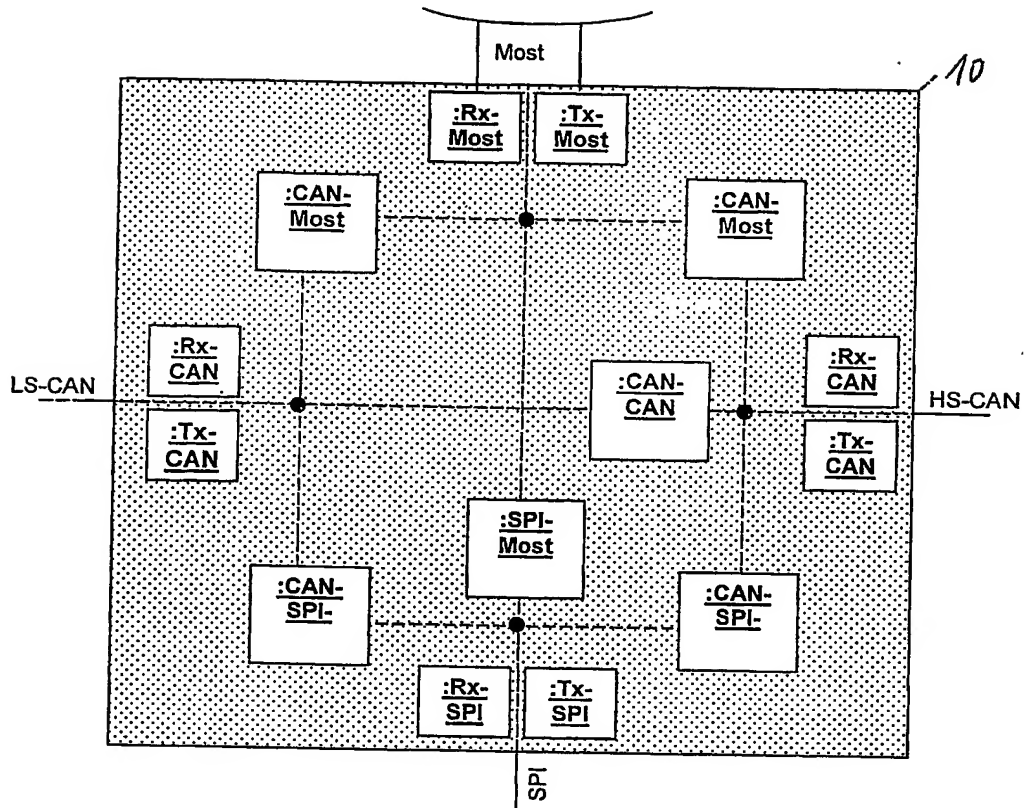 Most
10
:Rx-
Most
:Tx-
Most
:CAN-
Most
:CAN-
Most
LS-CAN
:Rx-
CAN
:Tx-
CAN
:CAN-
CAN
:Rx-
CAN
:Tx-
CAN
HS-CAN
:SPI-
Most
:CAN-
SPI-
:CAN-
SPI-
:Rx-
SPI
:Tx-
SPI
SPI